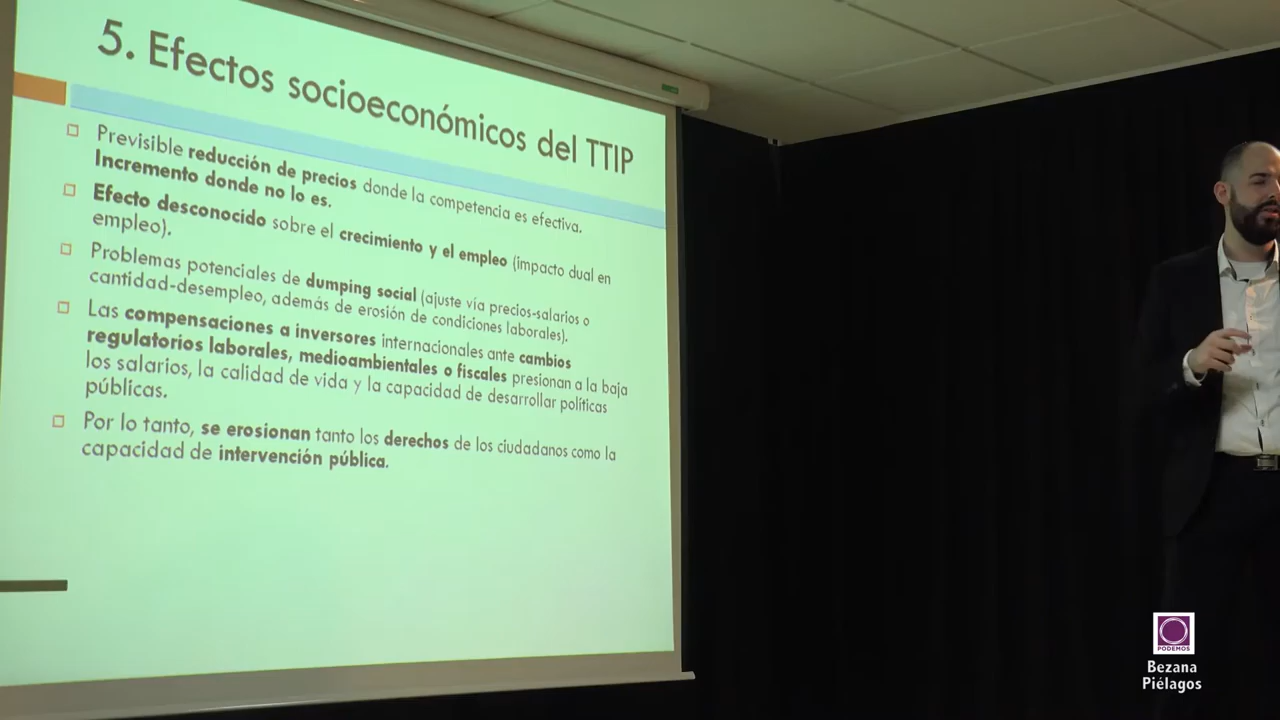 5. Efectos socioeconómicos del TTIP
Previsible reducción de precios donde la competencia es efectiva.
Incremento donde no lo es.
Efecto desconocido sobre el crecimiento y el empleo (impacto dual en
empleo).
Problemas potenciales de dumping social (ajuste vía precios-salarios o
cantidad-desempleo, además de erosión de condiciones laborales).
Las compensaciones a inversores internacionales ante cambios
regulatorios laborales, medioambientales o fiscales presionan a la baja
los salarios, la calidad de vida y la capacidad de desarrollar políticas
públicas.
Por lo tanto, se erosionan tanto los derechos de los ciudadanos como la
capacidad de intervención pública.
PODEMOS
Bezana
Piélagos